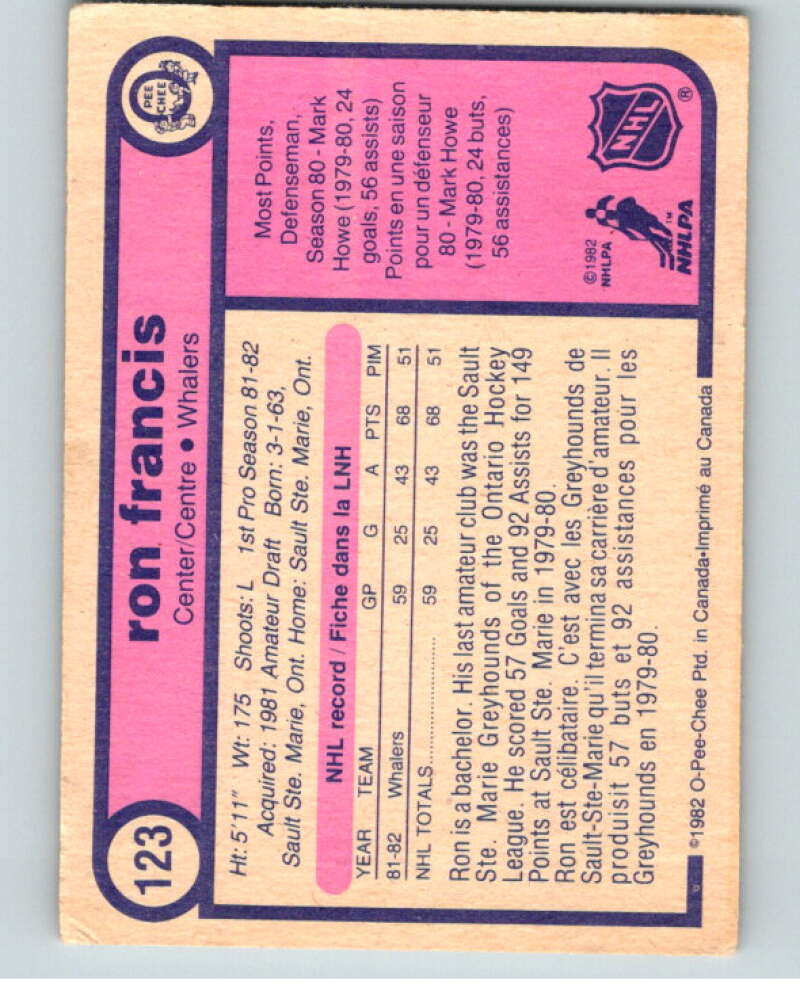 123
ron francis
Center/Centre • Whalers
PEE
CHEE
Ht: 5'11" Wt: 175 Shoots: L 1st Pro Season 81-82
Acquired: 1981 Amateur Draft Born: 3-1-63,
Sault Ste. Marie, Ont. Home: Sault Ste. Marie, Ont.
NHL record / Fiche dans la LNH
YEAR TEAM GP G A PTS PIM
81-82 Whalers 59 25 43 68 51
NHL TOTALS.................... 59 25 43 68 51
Ron is a bachelor. His last amateur club was the Sault
Ste. Marie Greyhounds of the Ontario Hockey
League. He scored 57 Goals and 92 Assists for 149
Points at Sault Ste. Marie in 1979-80.
Ron est célibataire. C'est avec les Greyhounds de
Sault-Ste-Marie qu'il termina sa carrière d'amateur. Il
produisit 57 buts et 92 assistances pour les
Greyhounds en 1979-80.
Most Points,
Defenseman,
Season 80 - Mark
Howe (1979-80, 24
goals, 56 assists)
Points en une saison
pour un défenseur
80 - Mark Howe
(1979-80, 24 buts,
56 assistances)
©1982
NHLPA
NHLPA
TM
NHL
®
©1982 O-Pee-Chee Ptd. in Canada•Imprimé au Canada